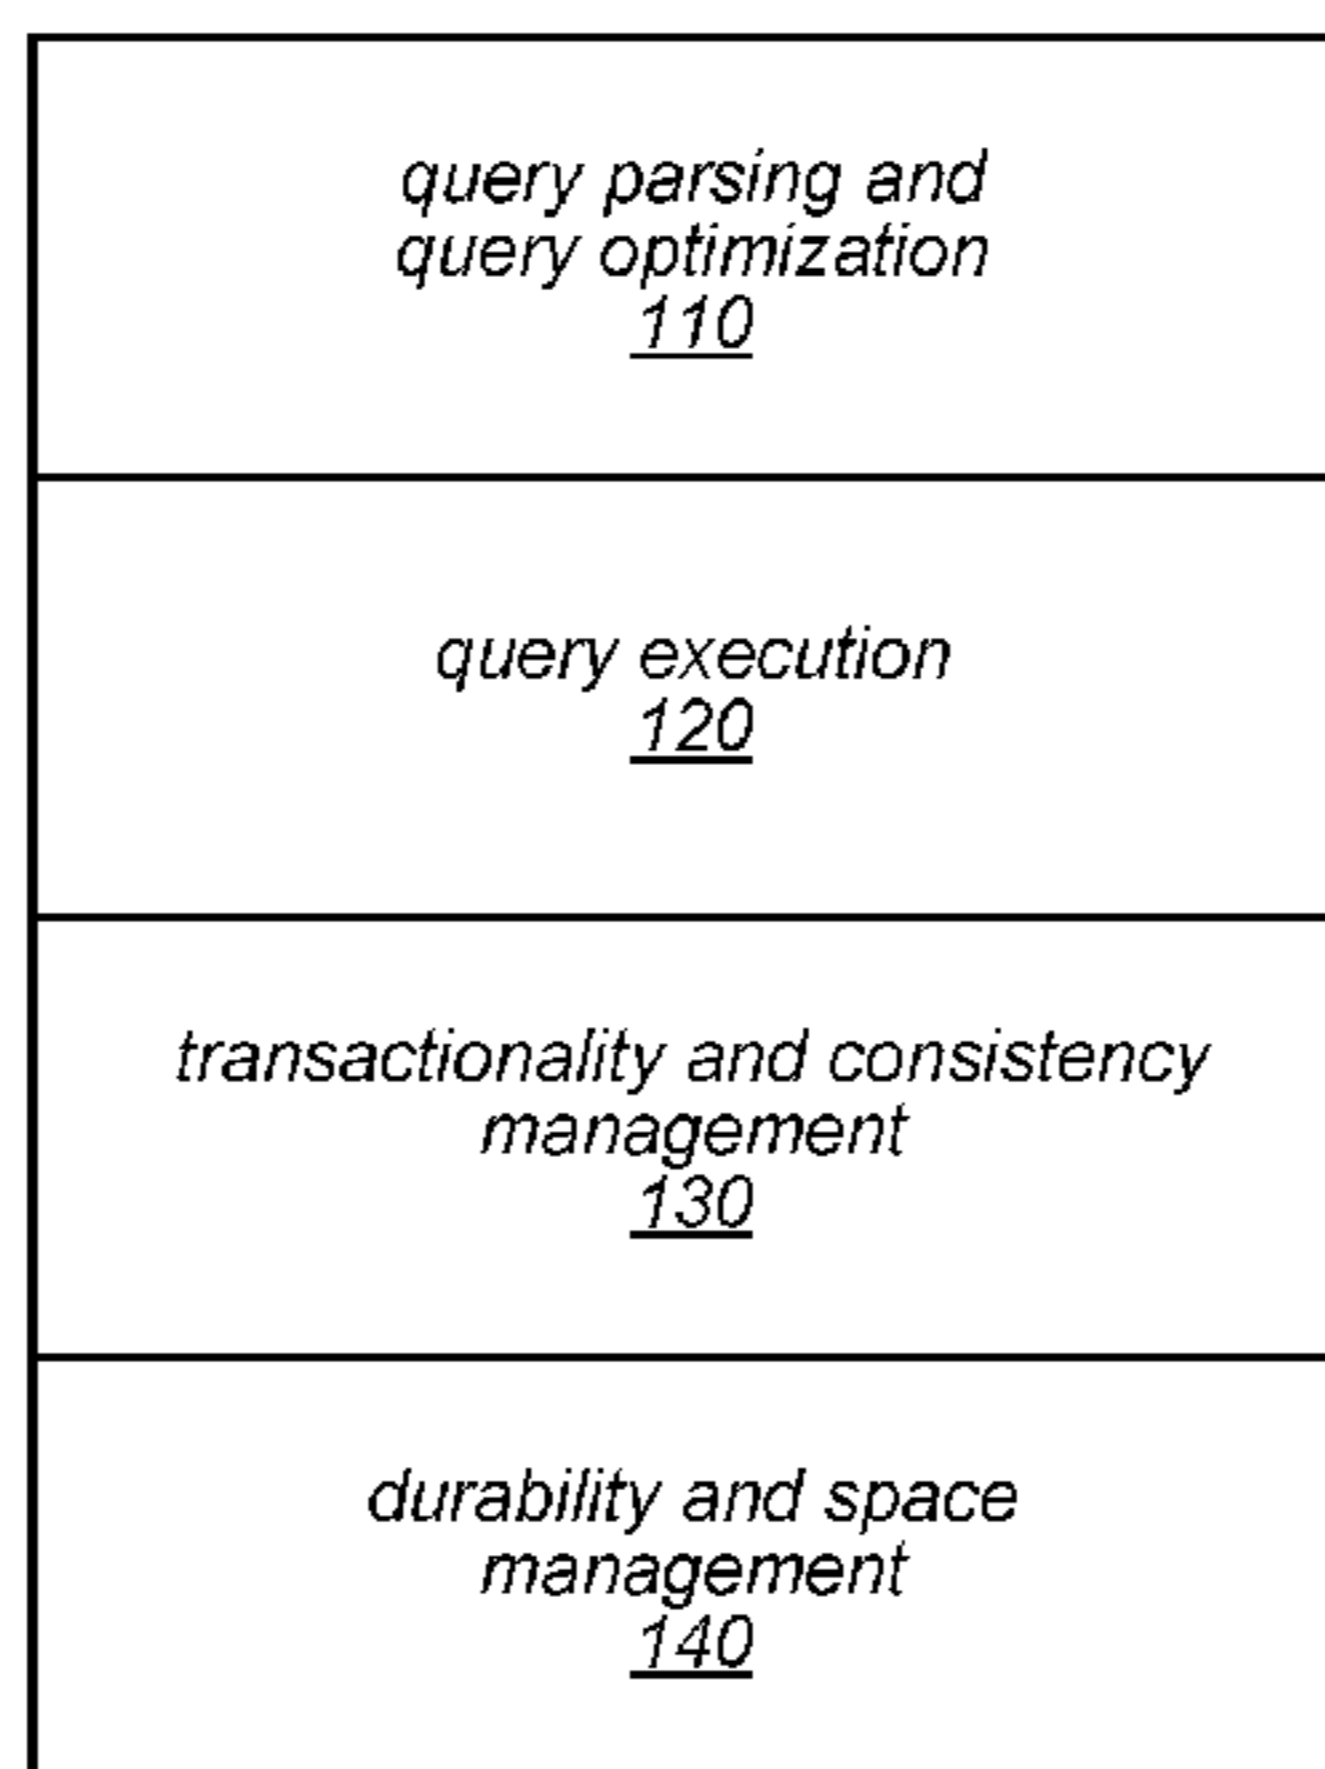 query parsing and
query optimization
110
query execution
120
transactionality and consistency
management
130
durability and space
management
140